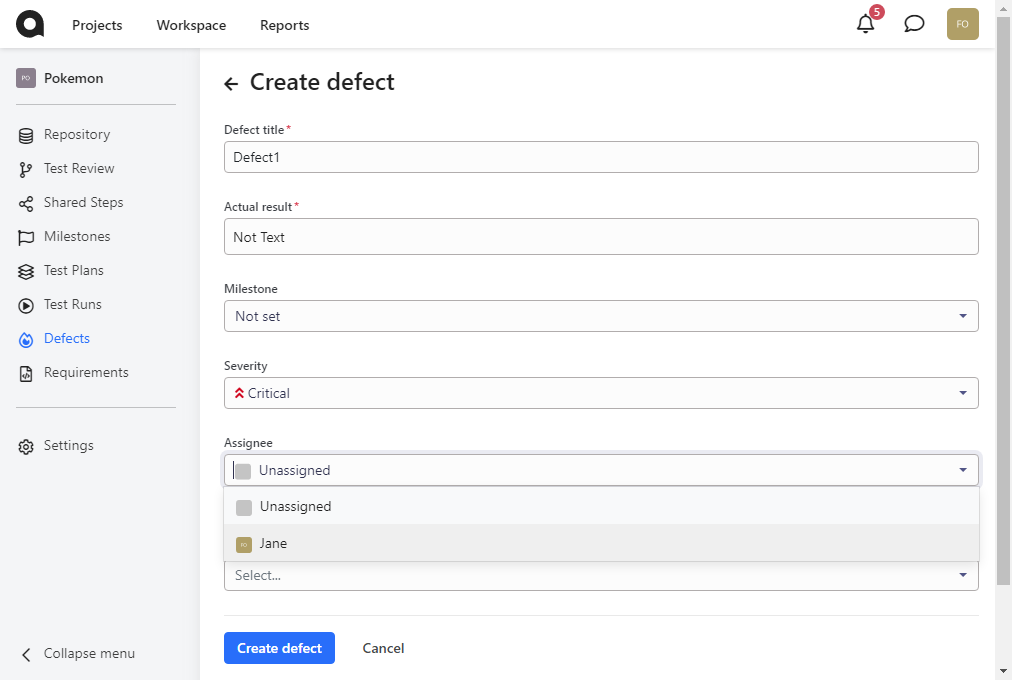 Projects Workspace Reports 5 FO
PO Pokemon
Repository
Test Review
Shared Steps
Milestones
Test Plans
Test Runs
Defects
Requirements
Settings
Collapse menu
Create defect
Defect title*
Defect1
Actual result*
Not Text
Milestone
Not set
Severity
Critical
Assignee
Unassigned
Unassigned
FO Jane
Select...
Create defect Cancel